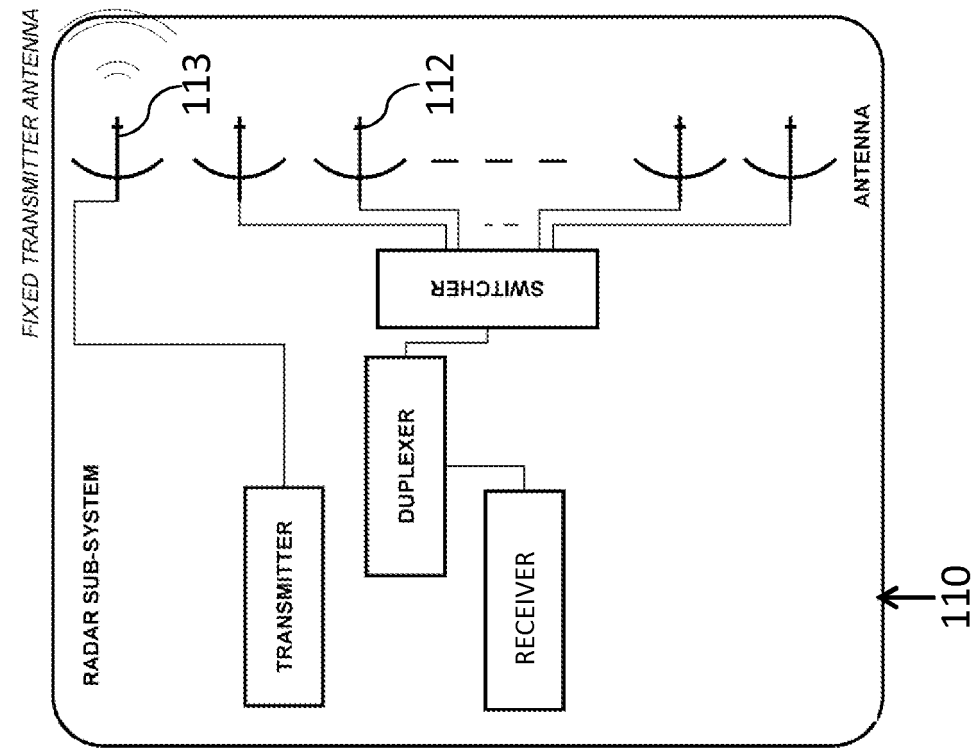 FIXED TRANSMITTER ANTENNA
RADAR SUB-SYSTEM
113
112
TRANSMITTER
DUPLEXER
SWITCHER
RECEIVER
ANTENNA
110